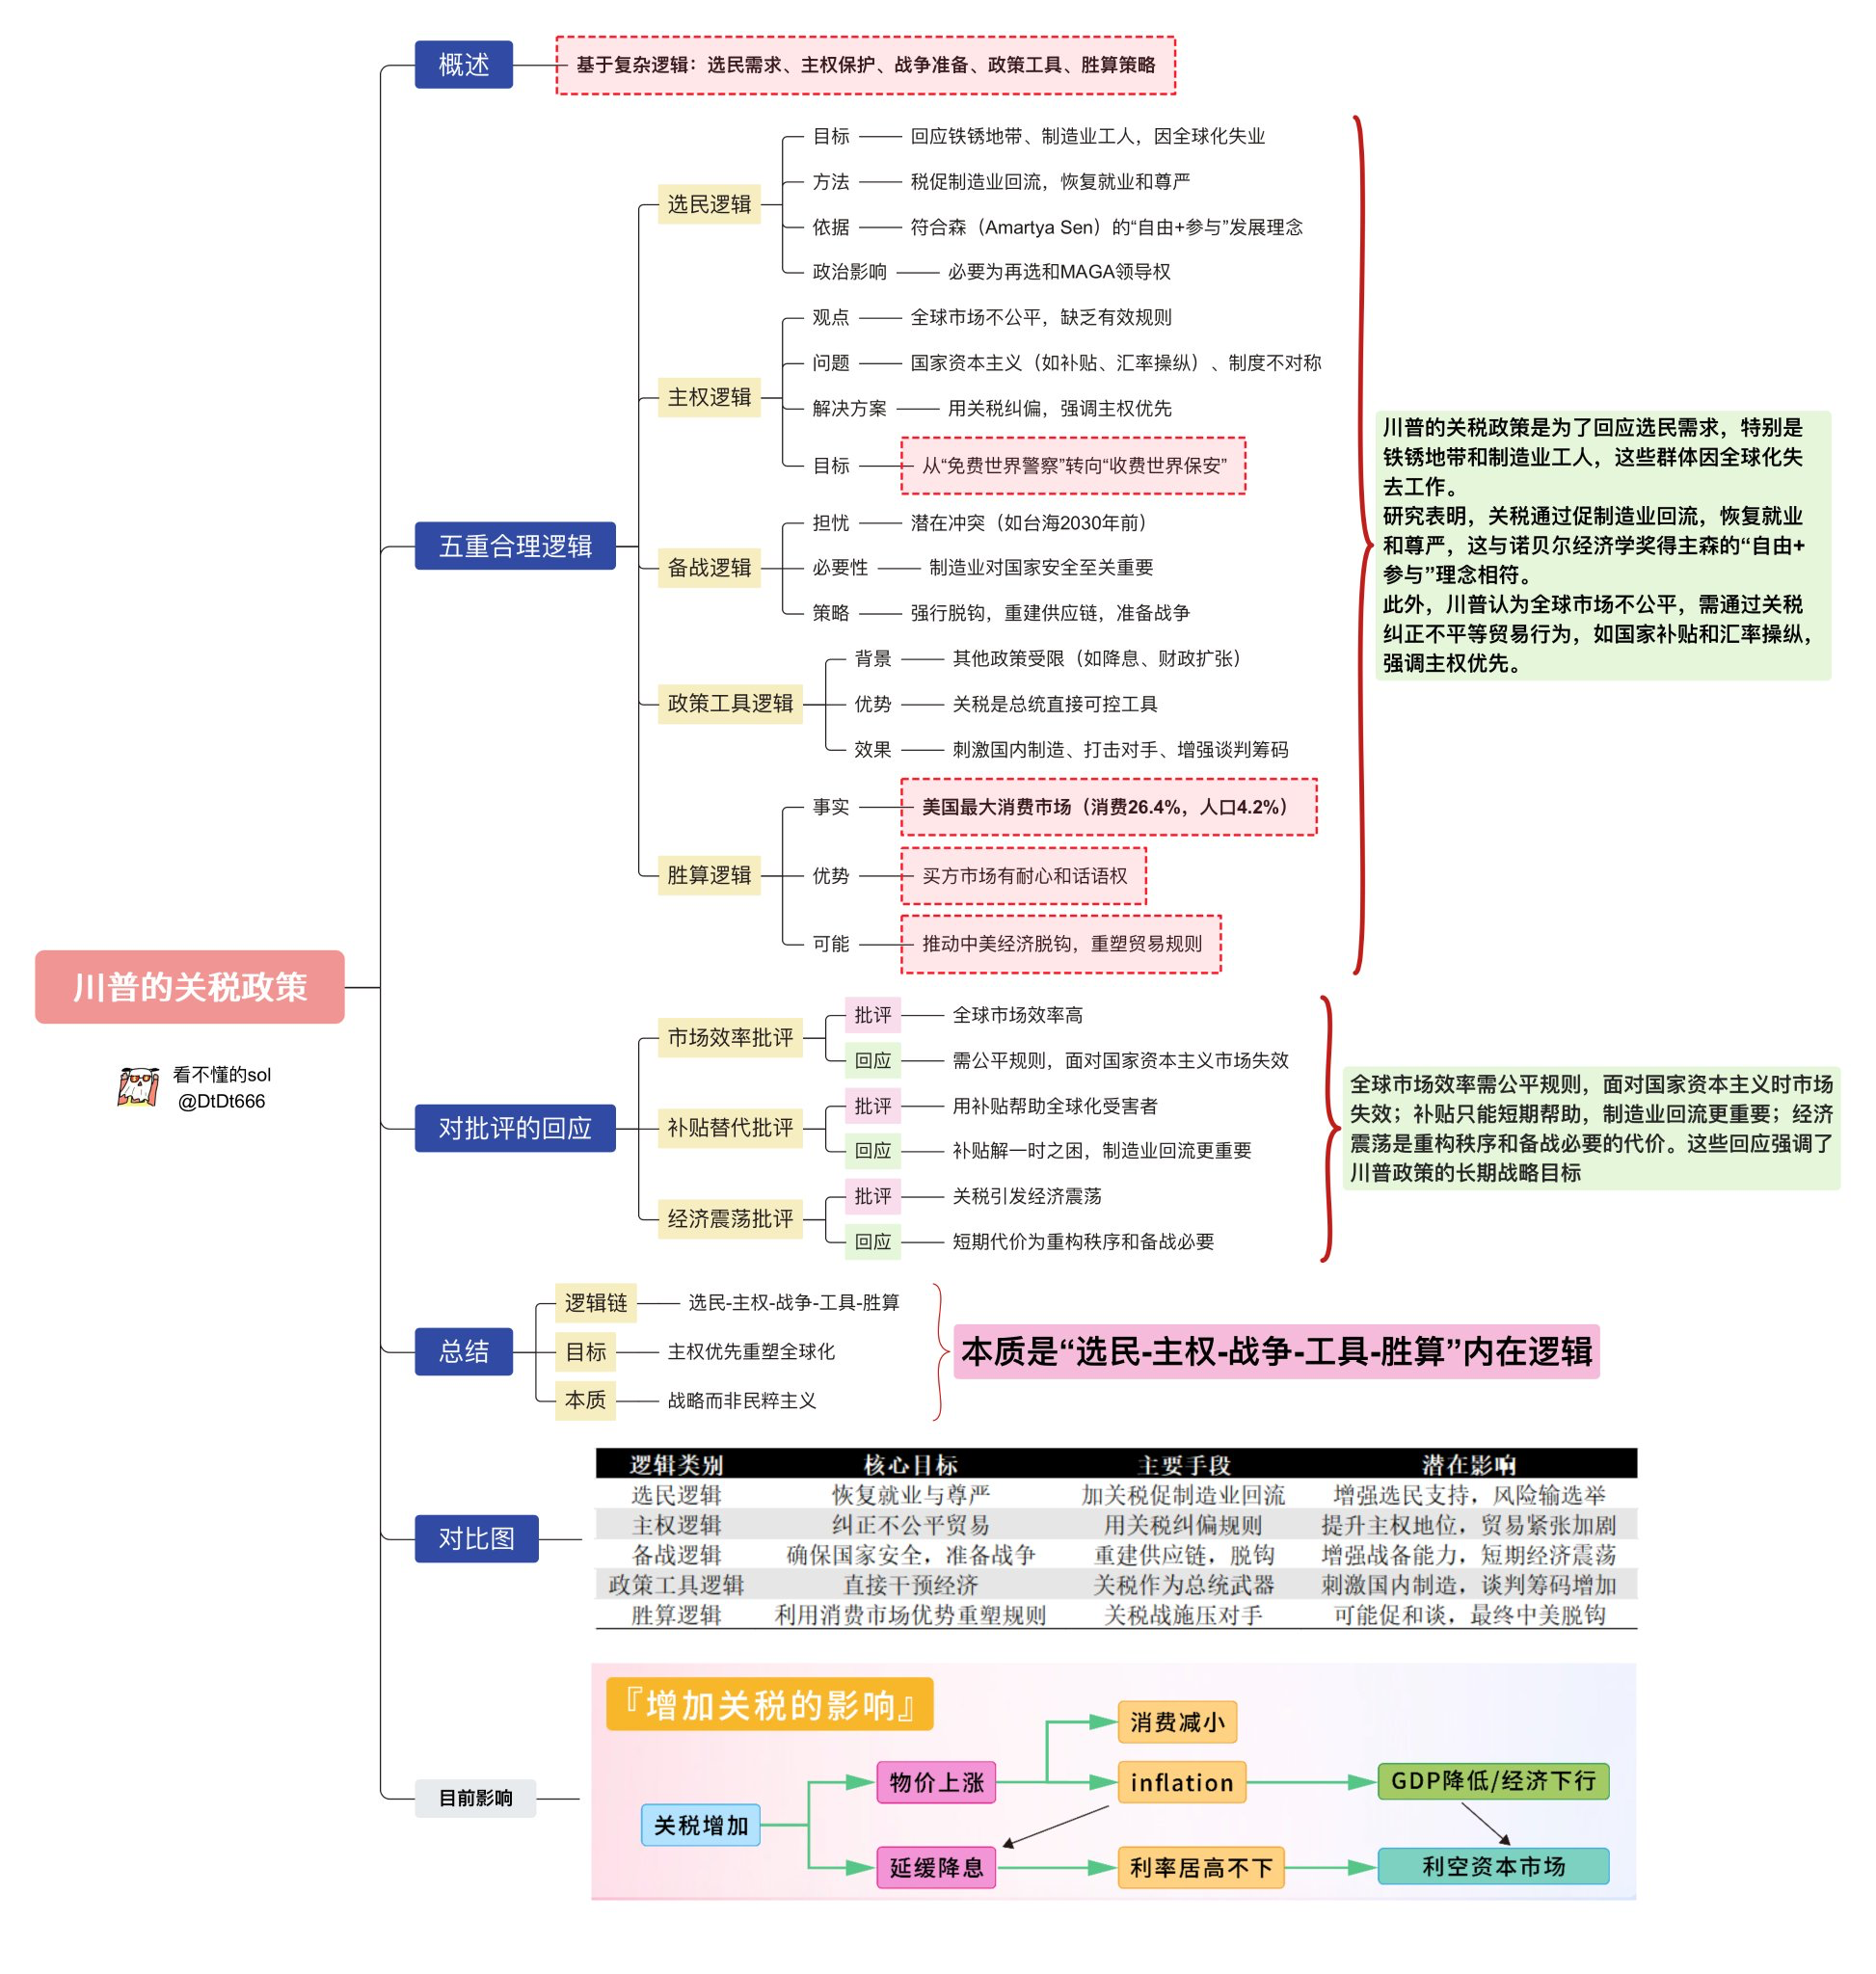 概述
基于复杂逻辑：选民需求、主权保护、战争准备、政策工具、胜算策略
五重合理逻辑
选民逻辑
目标
回应铁锈地带、制造业工人，因全球化失业
方法
税促制造业回流，恢复就业和尊严
依据
符合森（Amartya Sen）的“自由+参与”发展理念
政治影响
必要为再选和MAGA领导权
主权逻辑
观点
全球市场不公平，缺乏有效规则
问题
国家资本主义（如补贴、汇率操纵）、制度不对称
解决方案
用关税纠偏，强调主权优先
目标
从“免费世界警察”转向“收费世界保安”
备战逻辑
担忧
潜在冲突（如台海2030年前）
必要性
制造业对国家安全至关重要
策略
强行脱钩，重建供应链，准备战争
政策工具逻辑
背景
其他政策受限（如降息、财政扩张）
优势
关税是总统直接可控工具
效果
刺激国内制造、打击对手、增强谈判筹码
胜算逻辑
事实
美国最大消费市场（消费26.4%，人口4.2%）
优势
买方市场有耐心和话语权
可能
推动中美经济脱钩，重塑贸易规则
川普的关税政策是为了回应选民需求，特别是
铁锈地带和制造业工人，这些群体因全球化失
去工作。
研究表明，关税通过促制造业回流，恢复就业
和尊严，这与诺贝尔经济学奖得主森的“自由+
参与”理念相符。
此外，川普认为全球市场不公平，需通过关税
纠正不平等贸易行为，如国家补贴和汇率操纵，
强调主权优先。
川普的关税政策
看不懂的sol
@DtDt666
对批评的回应
市场效率批评
批评
全球市场效率高
回应
需公平规则，面对国家资本主义市场失效
补贴替代批评
批评
用补贴帮助全球化受害者
回应
补贴解一时之困，制造业回流更重要
经济震荡批评
批评
关税引发经济震荡
回应
短期代价为重构秩序和备战必要
全球市场效率需公平规则，面对国家资本主义时市场
失效；补贴只能短期帮助，制造业回流更重要；经济
震荡是重构秩序和备战必要的代价。这些回应强调了
川普政策的长期战略目标
总结
逻辑链
选民-主权-战争-工具-胜算
目标
主权优先重塑全球化
本质
战略而非民粹主义
本质是“选民-主权-战争-工具-胜算”内在逻辑
对比图
逻辑类别 核心目标 主要手段 潜在影响
选民逻辑 恢复就业与尊严 加关税促制造业回流 增强选民支持，风险输选举
主权逻辑 纠正不公平贸易 用关税纠偏规则 提升主权地位，贸易紧张加剧
备战逻辑 确保国家安全，准备战争 重建供应链，脱钩 增强战备能力，短期经济震荡
政策工具逻辑 直接干预经济 关税作为总统武器 刺激国内制造，谈判筹码增加
胜算逻辑 利用消费市场优势重塑规则 关税战施压对手 可能促和谈，最终中美脱钩
目前影响
『增加关税的影响』
消费减小
物价上涨
inflation
GDP降低/经济下行
关税增加
延缓降息
利率居高不下
利空资本市场